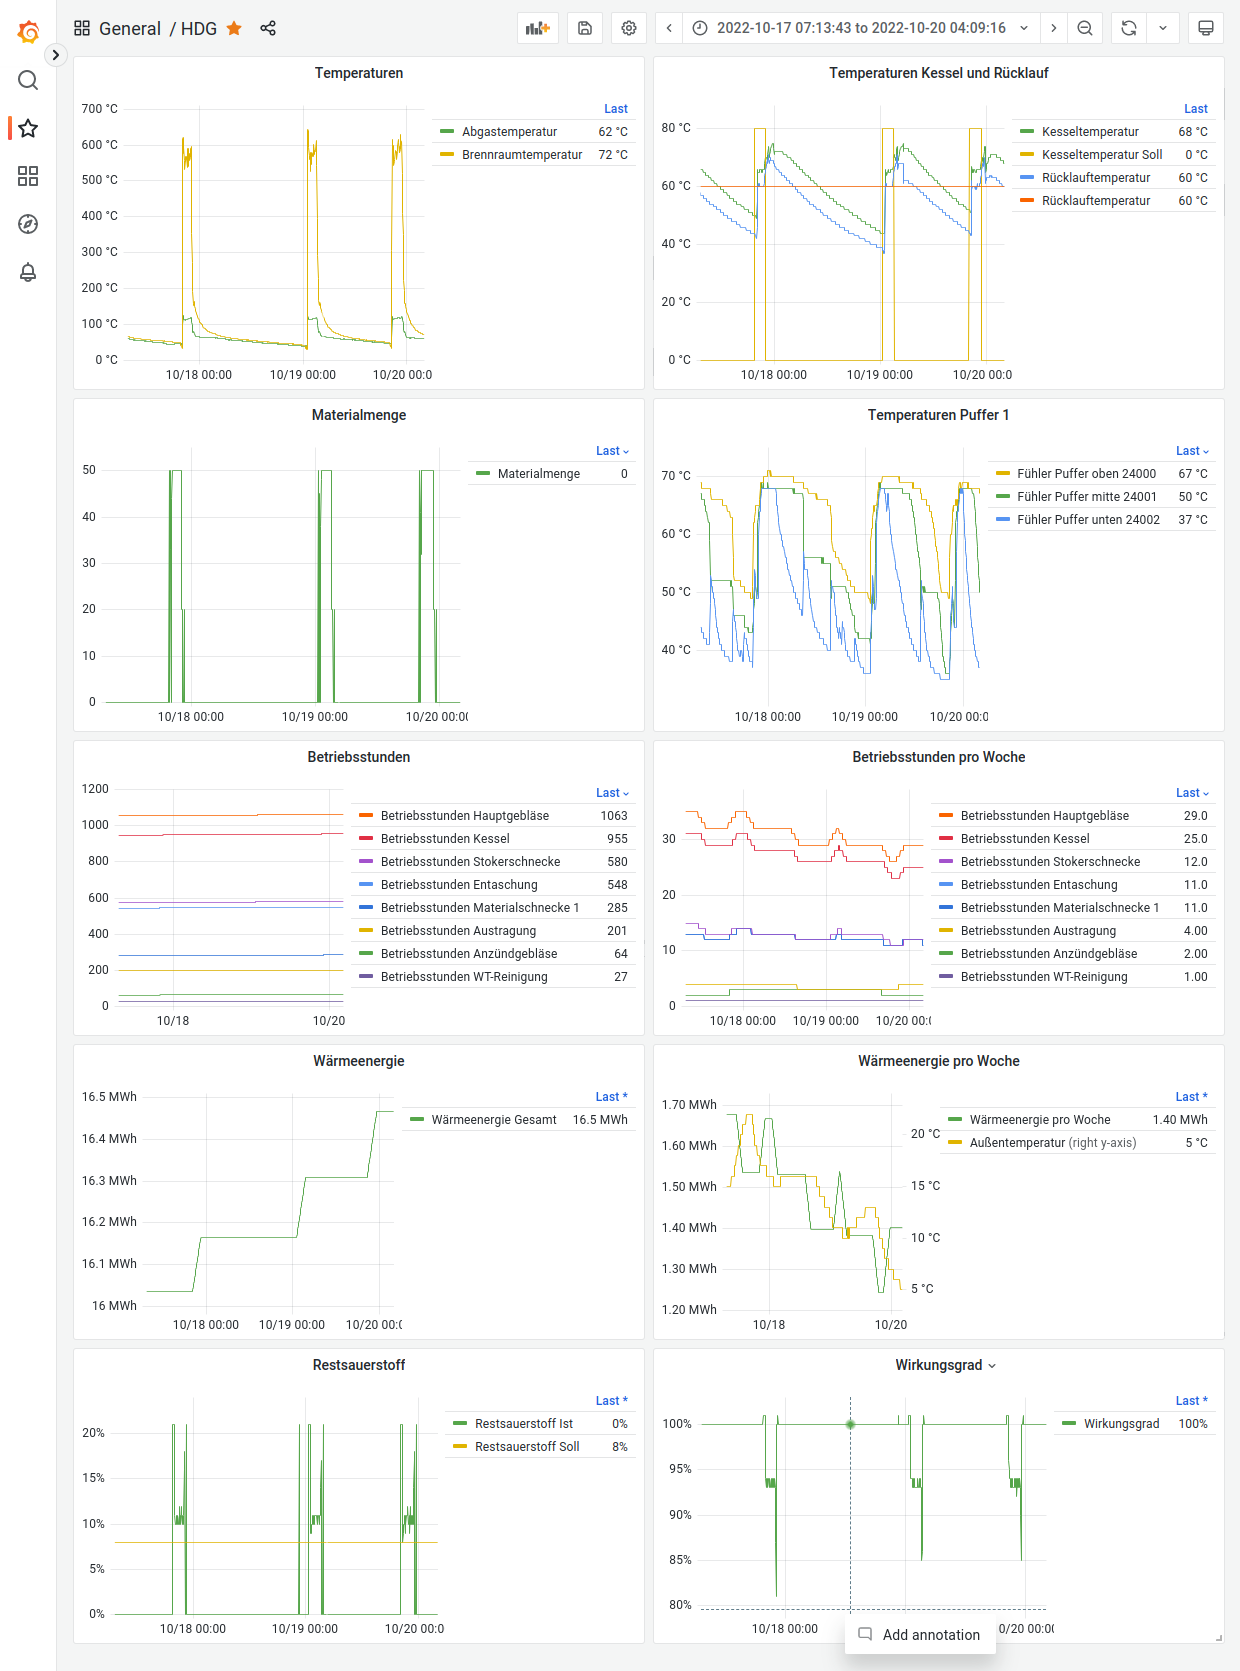 General / HDG
2022-10-17 07:13:43 to 2022-10-20 04:09:16
Temperaturen
700 °C
600 °C
500 °C
400 °C
300 °C
200 °C
100 °C
0 °C
10/18 00:00
10/19 00:00
10/20 00:0
Last
Abgastemperatur 62 °C
Brennraumtemperatur 72 °C
Temperaturen Kessel und Rücklauf
80 °C
60 °C
40 °C
20 °C
0 °C
10/18 00:00
10/19 00:00
10/20 00:0
Last
Kesseltemperatur 68 °C
Kesseltemperatur Soll 0 °C
Rücklauftemperatur 60 °C
Rücklauftemperatur 60 °C
Materialmenge
50
40
30
20
10
0
10/18 00:00
10/19 00:00
10/20 00:0
Last
Materialmenge 0
Temperaturen Puffer 1
70 °C
60 °C
50 °C
40 °C
10/18 00:00
10/19 00:00
10/20 00:0
Last
Fühler Puffer oben 24000 67 °C
Fühler Puffer mitte 24001 50 °C
Fühler Puffer unten 24002 37 °C
Betriebsstunden
1200
1000
800
600
400
200
0
10/18
10/20
Last
Betriebsstunden Hauptgebläse 1063
Betriebsstunden Kessel 955
Betriebsstunden Stokerschnecke 580
Betriebsstunden Entaschung 548
Betriebsstunden Materialschnecke 1 285
Betriebsstunden Austragung 201
Betriebsstunden Anzündgebläse 64
Betriebsstunden WT-Reinigung 27
Betriebsstunden pro Woche
30
20
10
0
10/18 00:00
10/19 00:00
10/20 00:0
Last
Betriebsstunden Hauptgebläse 29.0
Betriebsstunden Kessel 25.0
Betriebsstunden Stokerschnecke 12.0
Betriebsstunden Entaschung 11.0
Betriebsstunden Materialschnecke 1 11.0
Betriebsstunden Austragung 4.00
Betriebsstunden Anzündgebläse 2.00
Betriebsstunden WT-Reinigung 1.00
Wärmeenergie
16.5 MWh
16.4 MWh
16.3 MWh
16.2 MWh
16.1 MWh
16 MWh
10/18 00:00
10/19 00:00
10/20 00:0
Last *
Wärmeenergie Gesamt 16.5 MWh
Wärmeenergie pro Woche
1.70 MWh
1.60 MWh
1.50 MWh
1.40 MWh
1.30 MWh
1.20 MWh
20 °C
15 °C
10 °C
5 °C
10/18
10/20
Last *
Wärmeenergie pro Woche 1.40 MWh
Außentemperatur (right y-axis) 5 °C
Restsauerstoff
20%
15%
10%
5%
0%
10/18 00:00
10/19 00:00
10/20 00:0
Last *
Restsauerstoff Ist 0%
Restsauerstoff Soll 8%
Wirkungsgrad
100%
95%
90%
85%
80%
10/18 00:00
0/20 00:0
Last *
Wirkungsgrad 100%
Add annotation